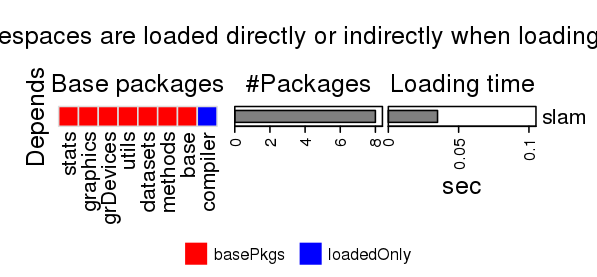 espaces are loaded directly or indirectly when loading
Base packages
#Packages
Loading time
Depends
slam
0 2 4 6 8
0 0.05 0.1
stats
graphics
grDevices
utils
datasets
methods
base
compiler
sec
basePkgs
loadedOnly